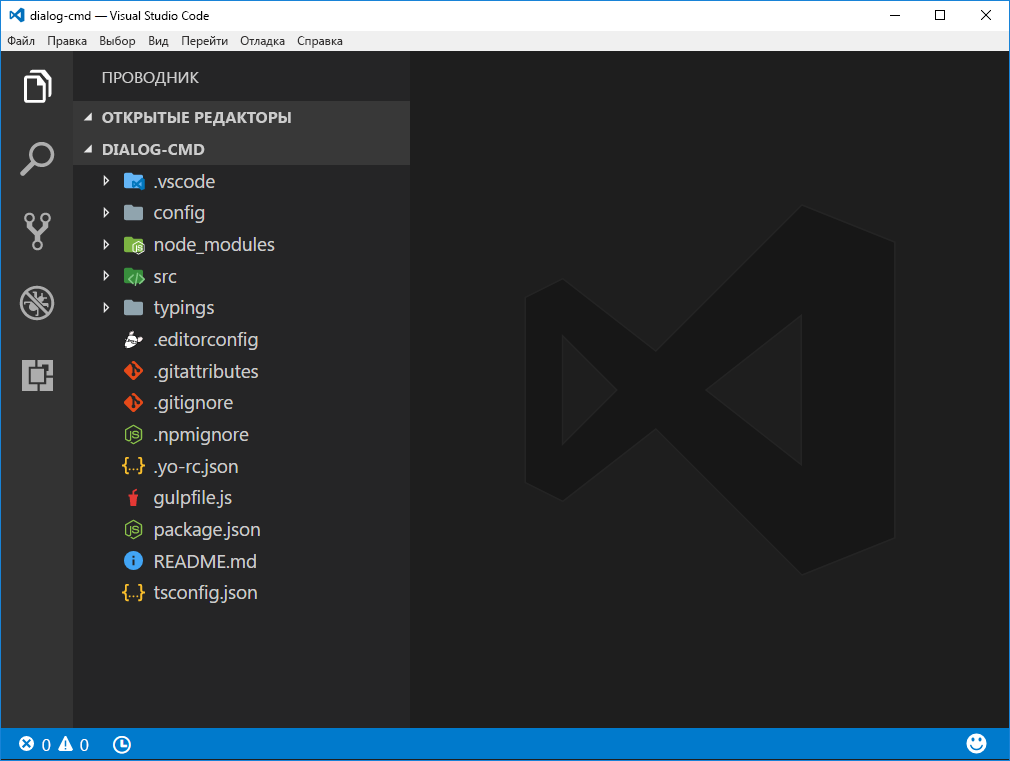 dialog-cmd — Visual Studio Code
Файл Правка Выбор Вид Перейти Отладка Справка
ПРОВОДНИК
ОТКРЫТЫЕ РЕДАКТОРЫ
DIALOG-CMD
.vscode
config
node_modules
src
typings
.editorconfig
.gitattributes
.gitignore
.npmignore
.yo-rc.json
gulpfile.js
package.json
README.md
tsconfig.json
0 0